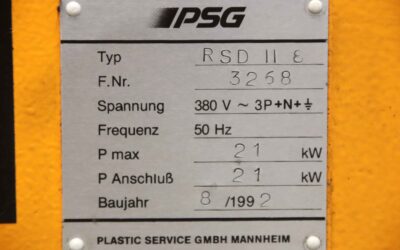 PSG
Typ RSD II E
F.Nr. 3268
Spannung 380 V ~ 3P+N+⏚
Frequenz 50 Hz
P max 21 kW
P Anschluß 21 kW
Baujahr 8 /1992
PLASTIC SERVICE GMBH MANNHEIM